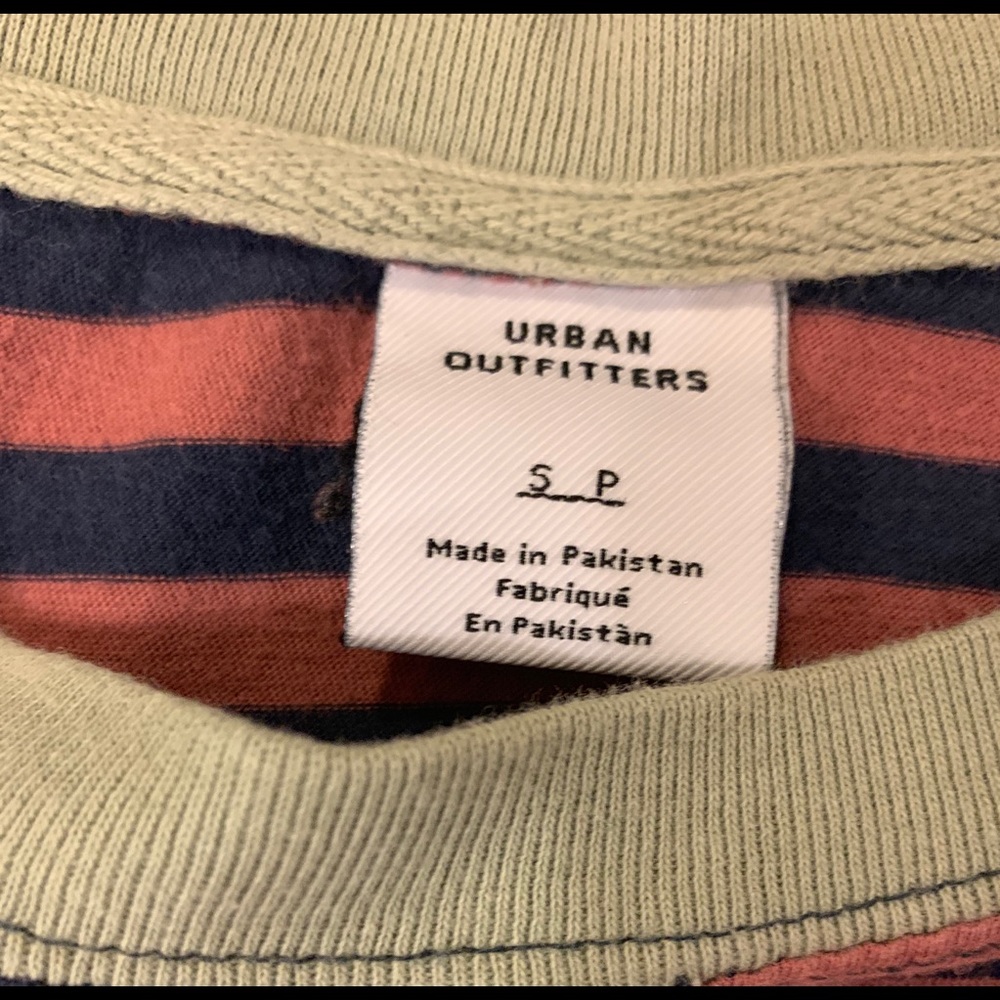 URBAN
OUTFITTERS
S P
Made in Pakistan
Fabriqué
En Pakistàn